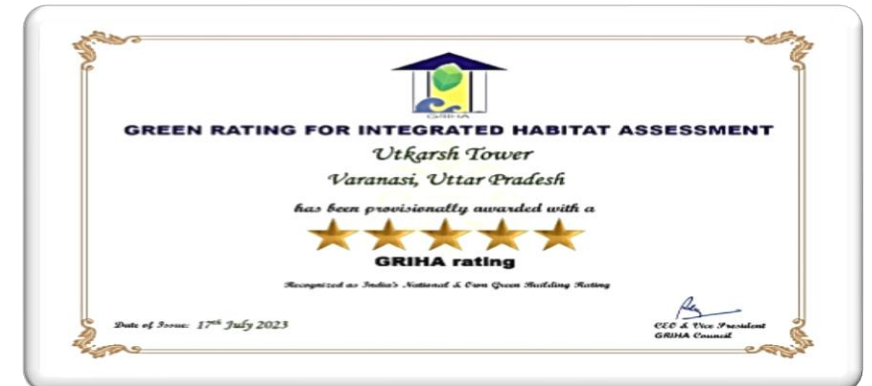 GRIHA
GREEN RATING FOR INTEGRATED HABITAT ASSESSMENT
Utkarsh Tower
Varanasi, Uttar Pradesh
has been provisionally awarded with a
GRIHA rating
Recognized as India's National & Own Green Building Rating
Date of Issue: 17th July 2023
CEO & Vice President
GRIHA Council